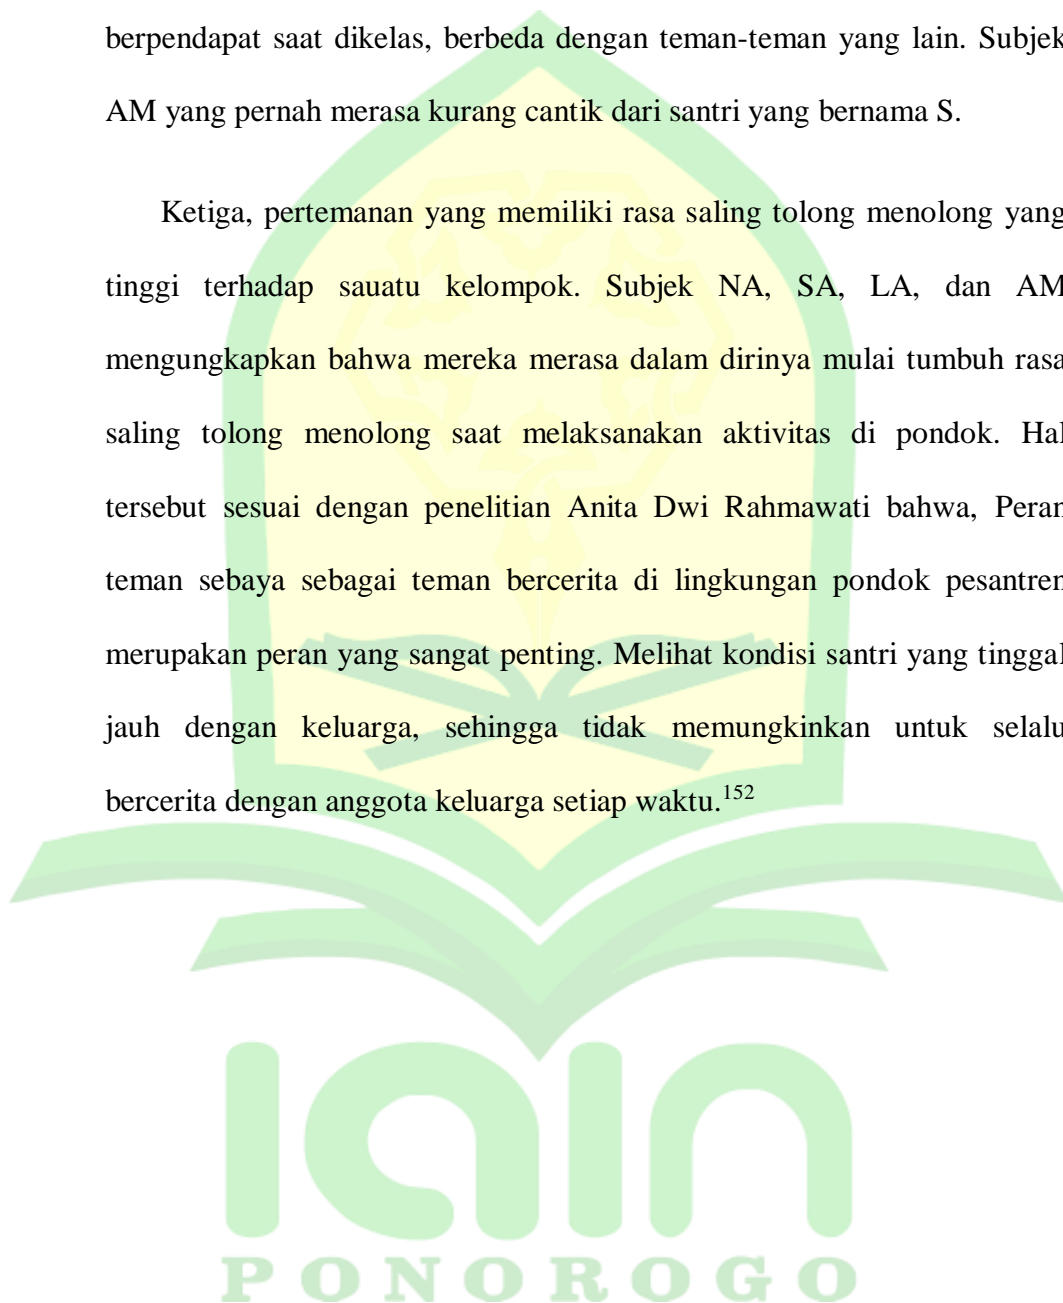 berpendapat saat dikelas, berbeda dengan teman-teman yang lain. Subjek
AM yang pernah merasa kurang cantik dari santri yang bernama S.
Ketiga, pertemanan yang memiliki rasa saling tolong menolong yang
tinggi terhadap sauatu kelompok. Subjek NA, SA, LA, dan AM
mengungkapkan bahwa mereka merasa dalam dirinya mulai tumbuh rasa
saling tolong menolong saat melaksanakan aktivitas di pondok. Hal
tersebut sesuai dengan penelitian Anita Dwi Rahmawati bahwa, Peran
teman sebaya sebagai teman bercerita di lingkungan pondok pesantren
merupakan peran yang sangat penting. Melihat kondisi santri yang tinggal
jauh dengan keluarga, sehingga tidak memungkinkan untuk selalu
bercerita dengan anggota keluarga setiap waktu.152
iain
PONOROGO